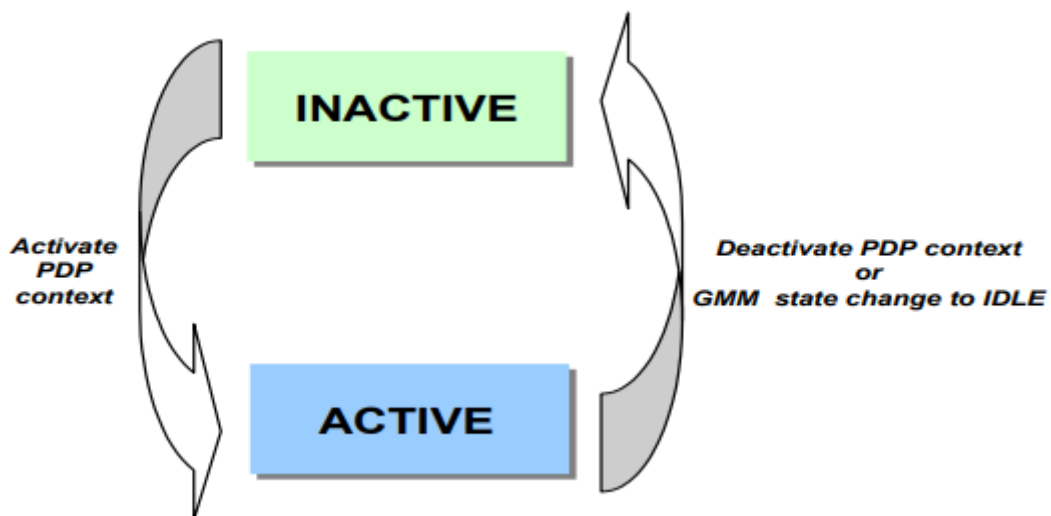 INACTIVE
Activate
PDP
context
Deactivate PDP context
or
GMM state change to IDLE
ACTIVE